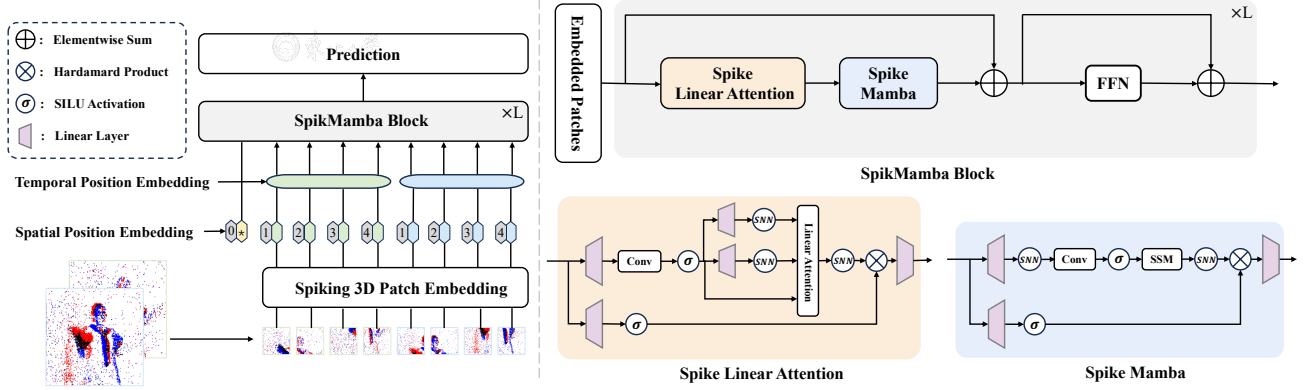 : Elementwise Sum
: Hardamard Product
σ : SILU Activation
: Linear Layer
Prediction
SpikMamba Block
×L
Temporal Position Embedding
Spatial Position Embedding
0 * 1 2 3 4 1 2 3 4
Spiking 3D Patch Embedding
Embedded Patches
×L
Spike
Linear Attention
Spike
Mamba
FFN
SpikMamba Block
Conv
σ
SNN
SNN
Linear Attention
SNN
σ
Spike Linear Attention
SNN
Conv
σ
SSM
SNN
σ
Spike Mamba